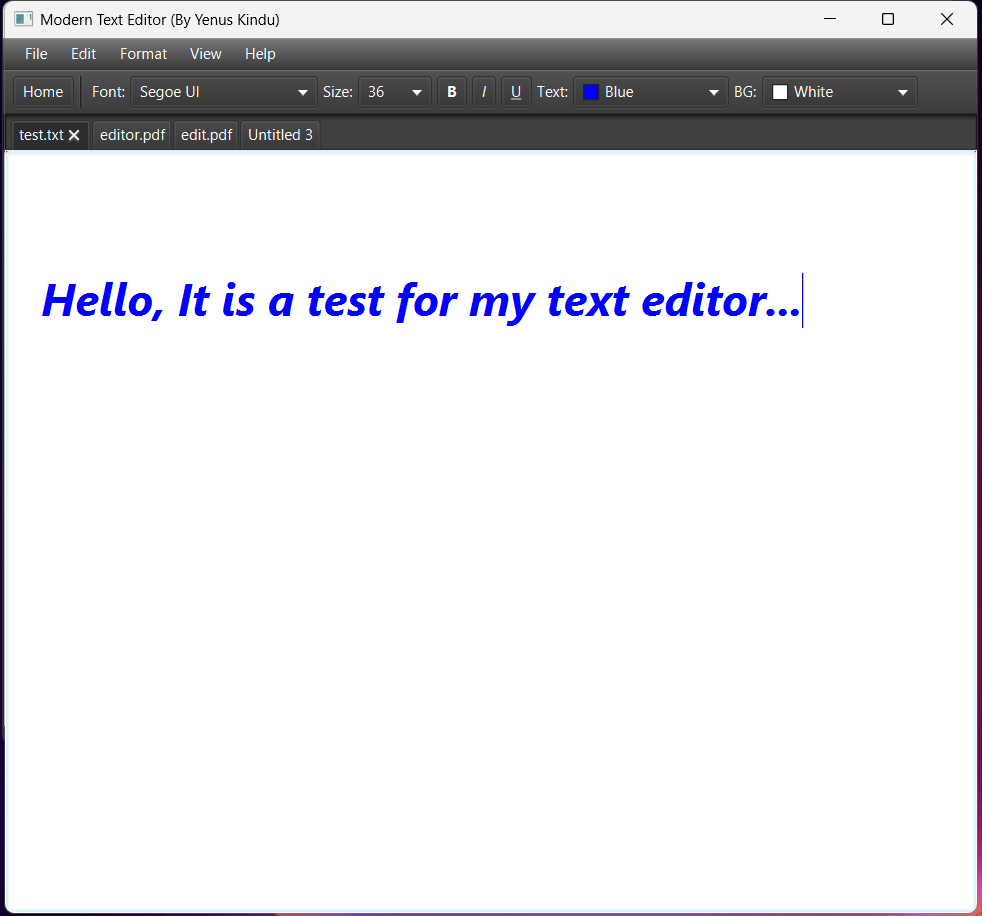 Modern Text Editor (By Yenus Kindu)
File Edit Format View Help
Home Font: Segoe UI Size: 36 B I U Text: Blue BG: White
test.txt editor.pdf edit.pdf Untitled 3
Hello, It is a test for my text editor...